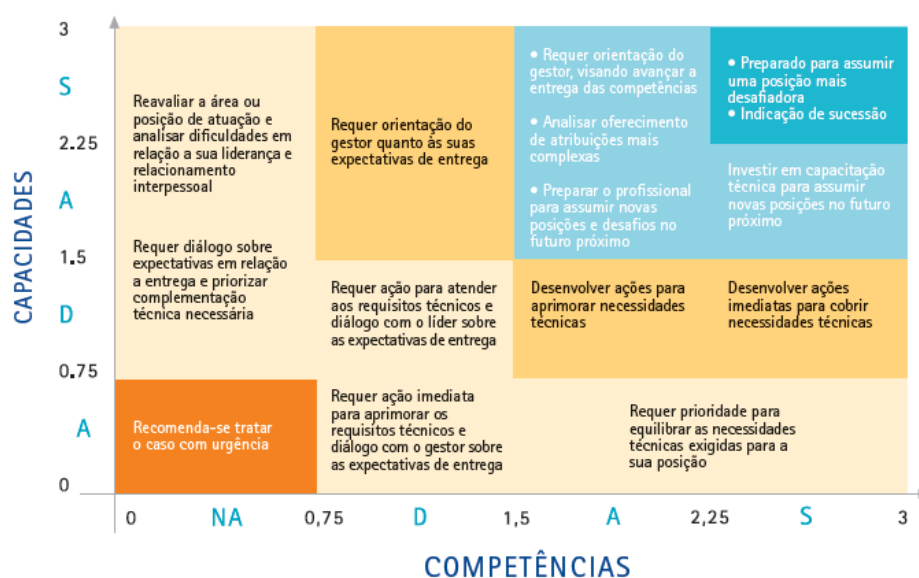 CAPACIDADES
3
S
2.25
A
1.5
D
0.75
A
0
Reavaliar a área ou
posição de atuação e
analisar dificuldades em
relação a sua liderança e
relacionamento
interpessoal
Requer orientação do
gestor quanto às suas
expectativas de entrega
• Requer orientação do
gestor, visando avançar a
entrega das competências
• Analisar oferecimento
de atribuições mais
complexas
• Preparar o profissional
para assumir novas
posições e desafios no
futuro próximo
• Preparado para assumir
uma posição mais
desafiadora
• Indicação de sucessão
Investir em capacitação
técnica para assumir
novas posições no futuro
próximo
Requer diálogo sobre
expectativas em relação
a entrega e priorizar
complementação
técnica necessária
Requer ação para atender
aos requisitos técnicos e
diálogo com o líder sobre
as expectativas de entrega
Desenvolver ações para
aprimorar necessidades
técnicas
Desenvolver ações
imediatas para cobrir
necessidades técnicas
Recomenda-se tratar
o caso com urgência
Requer ação imediata
para aprimorar os
requisitos técnicos e
diálogo com o gestor sobre
as expectativas de entrega
Requer prioridade para
equilibrar as necessidades
técnicas exigidas para a
sua posição
0 NA 0,75 D 1,5 A 2,25 S 3
COMPETÊNCIAS